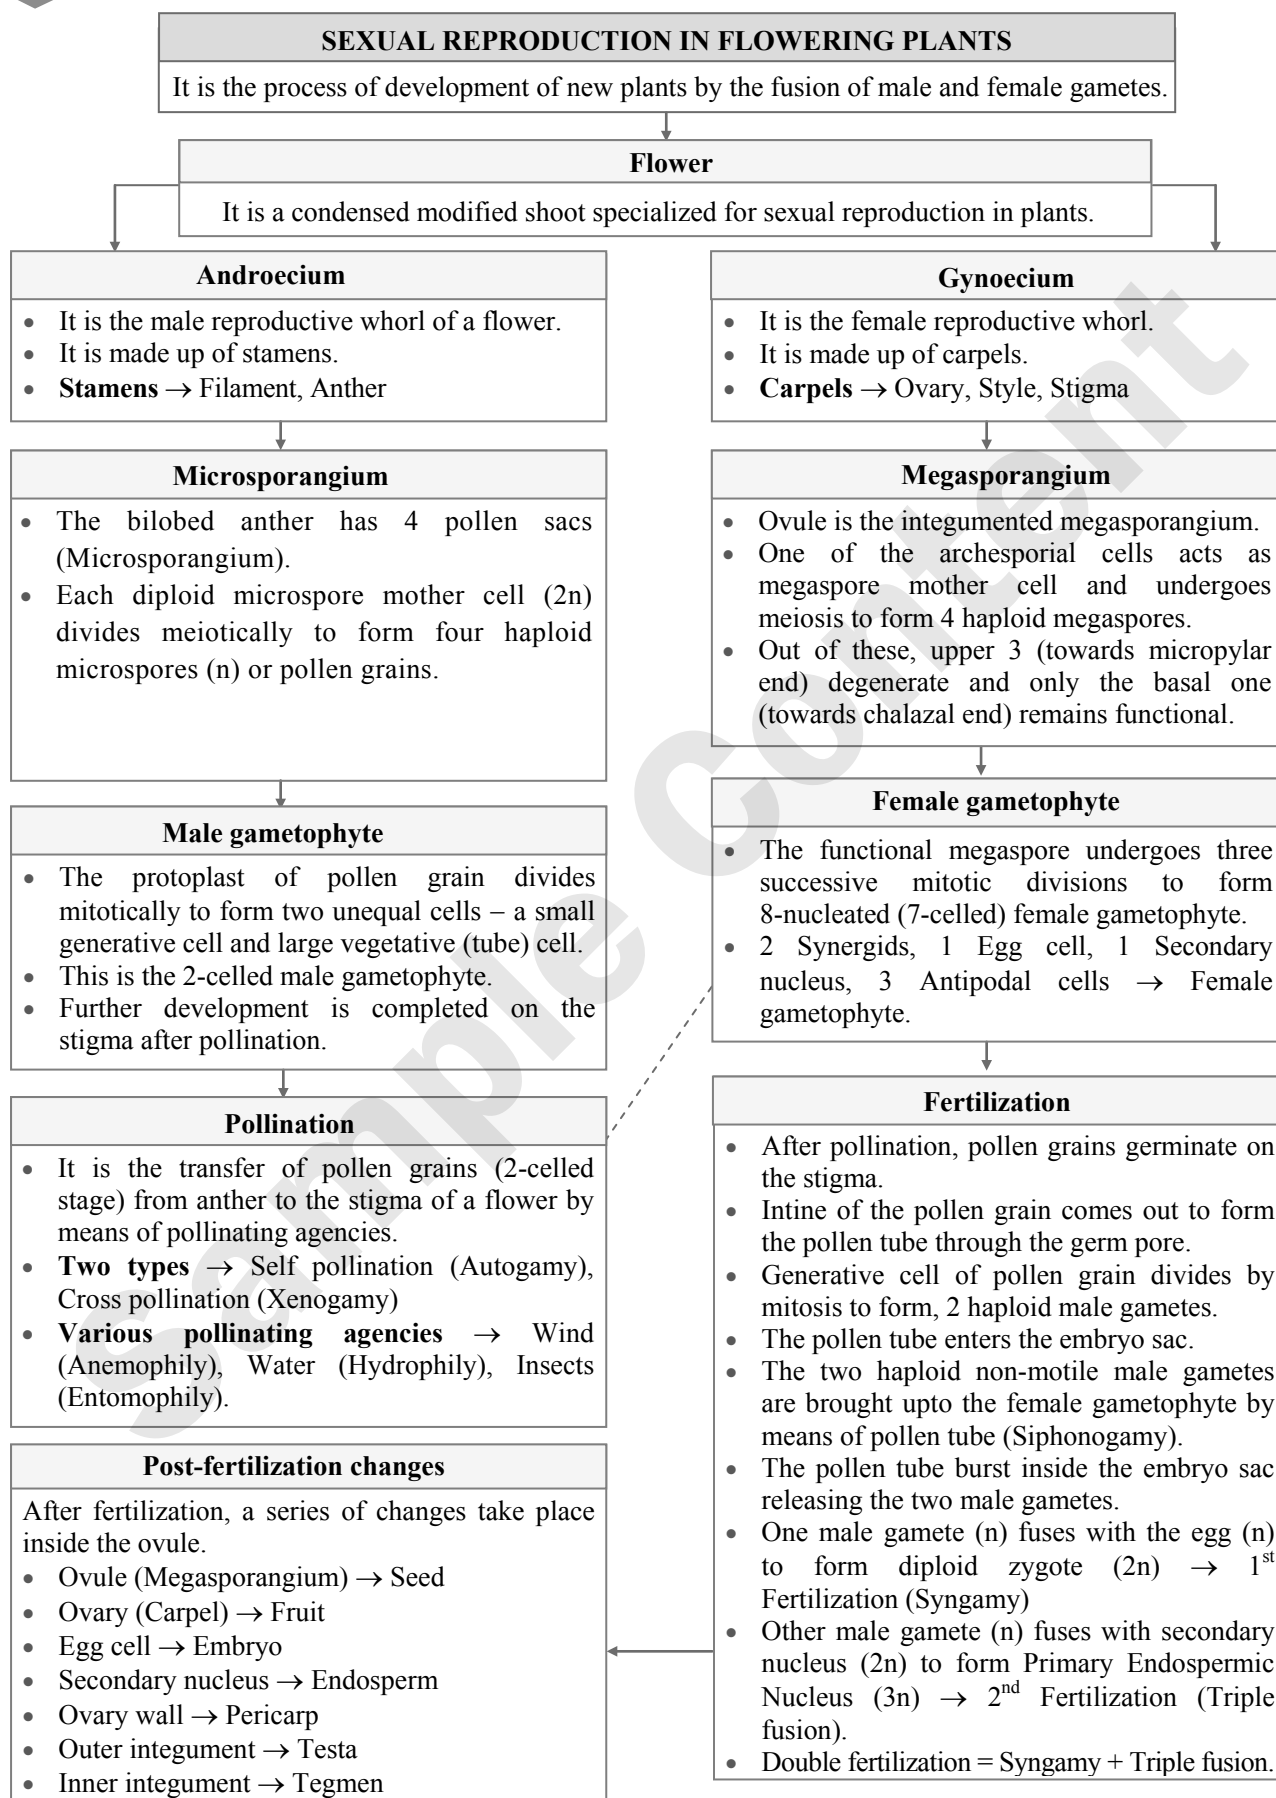 SEXUAL REPRODUCTION IN FLOWERING PLANTS
It is the process of development of new plants by the fusion of male and female gametes.
Flower
It is a condensed modified shoot specialized for sexual reproduction in plants.
Androecium
• It is the male reproductive whorl of a flower.
• It is made up of stamens.
• Stamens → Filament, Anther
Microsporangium
• The bilobed anther has 4 pollen sacs
(Microsporangium).
• Each diploid microspore mother cell (2n)
divides meiotically to form four haploid
microspores (n) or pollen grains.
Male gametophyte
• The protoplast of pollen grain divides
mitotically to form two unequal cells – a small
generative cell and large vegetative (tube) cell.
• This is the 2-celled male gametophyte.
• Further development is completed on the
stigma after pollination.
Pollination
• It is the transfer of pollen grains (2-celled
stage) from anther to the stigma of a flower by
means of pollinating agencies.
• Two types → Self pollination (Autogamy),
Cross pollination (Xenogamy)
• Various pollinating agencies → Wind
(Anemophily), Water (Hydrophily), Insects
(Entomophily).
Gynoecium
• It is the female reproductive whorl.
• It is made up of carpels.
• Carpels → Ovary, Style, Stigma
Megasporangium
• Ovule is the integumented megasporangium.
• One of the archesporial cells acts as
megaspore mother cell and undergoes
meiosis to form 4 haploid megaspores.
• Out of these, upper 3 (towards micropylar
end) degenerate and only the basal one
(towards chalazal end) remains functional.
Female gametophyte
• The functional megaspore undergoes three
successive mitotic divisions to form
8-nucleated (7-celled) female gametophyte.
• 2 Synergids, 1 Egg cell, 1 Secondary
nucleus, 3 Antipodal cells → Female
gametophyte.
Fertilization
• After pollination, pollen grains germinate on
the stigma.
• Intine of the pollen grain comes out to form
the pollen tube through the germ pore.
• Generative cell of pollen grain divides by
mitosis to form, 2 haploid male gametes.
• The pollen tube enters the embryo sac.
• The two haploid non-motile male gametes
are brought upto the female gametophyte by
means of pollen tube (Siphonogamy).
• The pollen tube burst inside the embryo sac
releasing the two male gametes.
• One male gamete (n) fuses with the egg (n)
to form diploid zygote (2n) → 1st
Fertilization (Syngamy)
• Other male gamete (n) fuses with secondary
nucleus (2n) to form Primary Endospermic
Nucleus (3n) → 2nd Fertilization (Triple
fusion).
• Double fertilization = Syngamy + Triple fusion.
Post-fertilization changes
After fertilization, a series of changes take place
inside the ovule.
• Ovule (Megasporangium) → Seed
• Ovary (Carpel) → Fruit
• Egg cell → Embryo
• Secondary nucleus → Endosperm
• Ovary wall → Pericarp
• Outer integument → Testa
• Inner integument → Tegmen
Sample Content